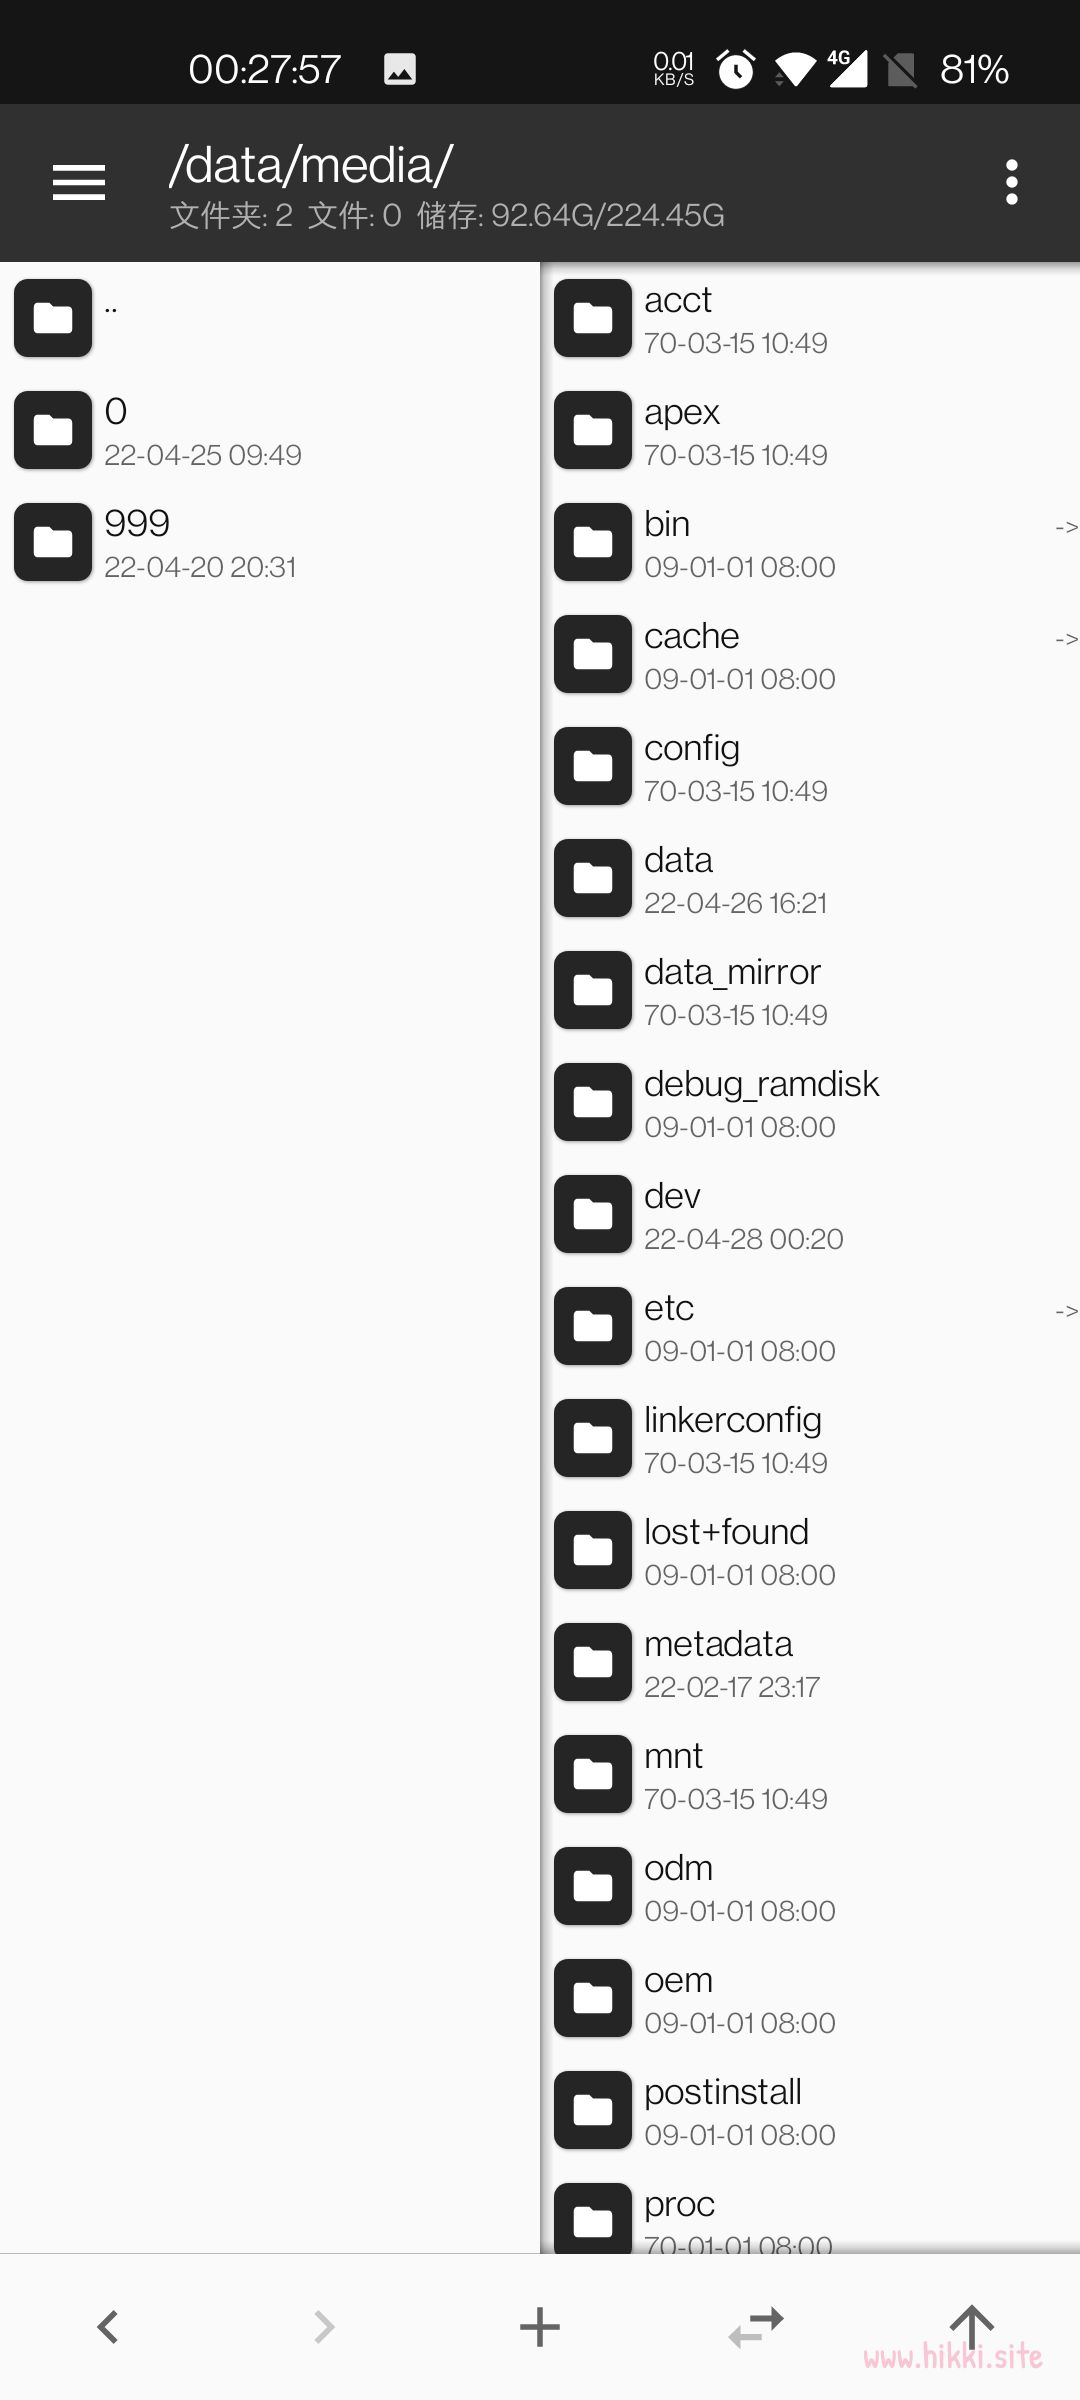 00:27:57 0.01 KB/S 4G 81%
/data/media/
文件夹: 2 文件: 0 储存: 92.64G/224.45G
..
0
22-04-25 09:49
999
22-04-20 20:31
acct
70-03-15 10:49
apex
70-03-15 10:49
bin ->
09-01-01 08:00
cache ->
09-01-01 08:00
config
70-03-15 10:49
data
22-04-26 16:21
data_mirror
70-03-15 10:49
debug_ramdisk
09-01-01 08:00
dev
22-04-28 00:20
etc ->
09-01-01 08:00
linkerconfig
70-03-15 10:49
lost+found
09-01-01 08:00
metadata
22-02-17 23:17
mnt
70-03-15 10:49
odm
09-01-01 08:00
oem
09-01-01 08:00
postinstall
09-01-01 08:00
proc
70-01-01 08:00
www.hikki.site